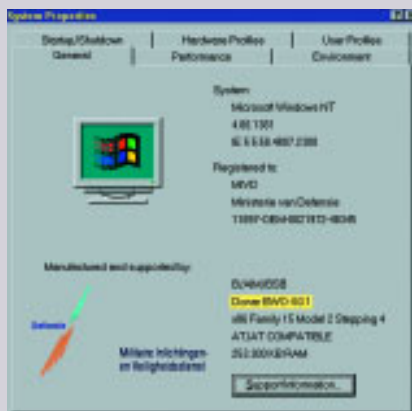 System Properties
Startup/Shutdown
Hardware Profiles
User Profiles
General
Performance
Environment
System:
Microsoft Windows NT
4.00.1381
Registered to:
MIVD
Ministerie van Defensie
Manufactured and supported by:
Defensie
Militaire Inlichtingen-
en Veiligheidsdienst
x86 Family 15 Model 2 Stepping 4
AT/AT COMPATIBLE
RAM
Support Information...